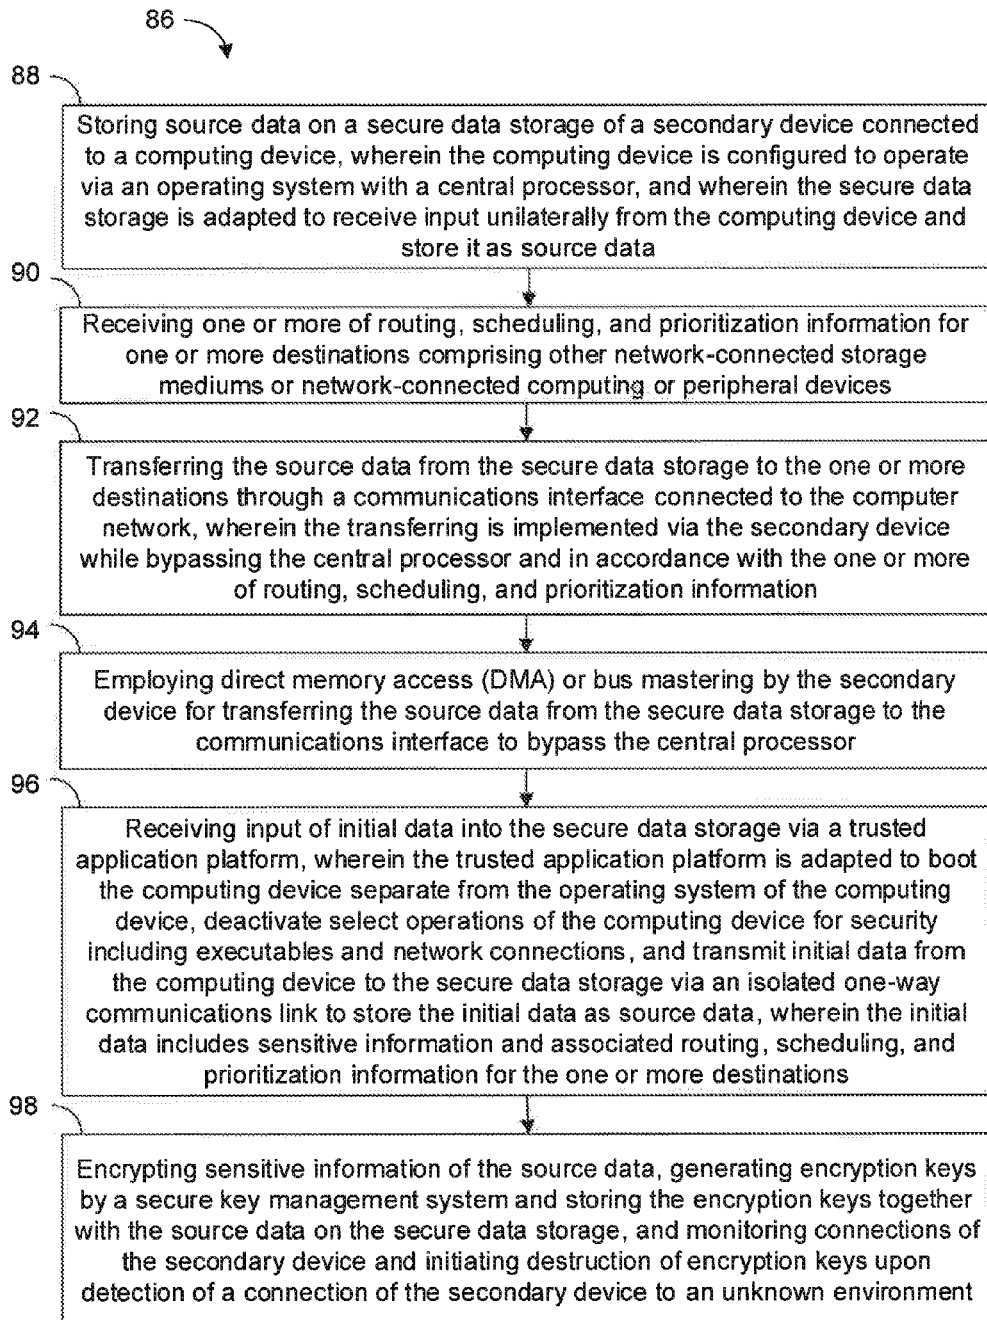 86
88
Storing source data on a secure data storage of a secondary device connected
to a computing device, wherein the computing device is configured to operate
via an operating system with a central processor, and wherein the secure data
storage is adapted to receive input unilaterally from the computing device and
store it as source data
90
Receiving one or more of routing, scheduling, and prioritization information for
one or more destinations comprising other network-connected storage
mediums or network-connected computing or peripheral devices
92
Transferring the source data from the secure data storage to the one or more
destinations through a communications interface connected to the computer
network, wherein the transferring is implemented via the secondary device
while bypassing the central processor and in accordance with the one or more
of routing, scheduling, and prioritization information
94
Employing direct memory access (DMA) or bus mastering by the secondary
device for transferring the source data from the secure data storage to the
communications interface to bypass the central processor
96
Receiving input of initial data into the secure data storage via a trusted
application platform, wherein the trusted application platform is adapted to boot
the computing device separate from the operating system of the computing
device, deactivate select operations of the computing device for security
including executables and network connections, and transmit initial data from
the computing device to the secure data storage via an isolated one-way
communications link to store the initial data as source data, wherein the initial
data includes sensitive information and associated routing, scheduling, and
prioritization information for the one or more destinations
98
Encrypting sensitive information of the source data, generating encryption keys
by a secure key management system and storing the encryption keys together
with the source data on the secure data storage, and monitoring connections of
the secondary device and initiating destruction of encryption keys upon
detection of a connection of the secondary device to an unknown environment